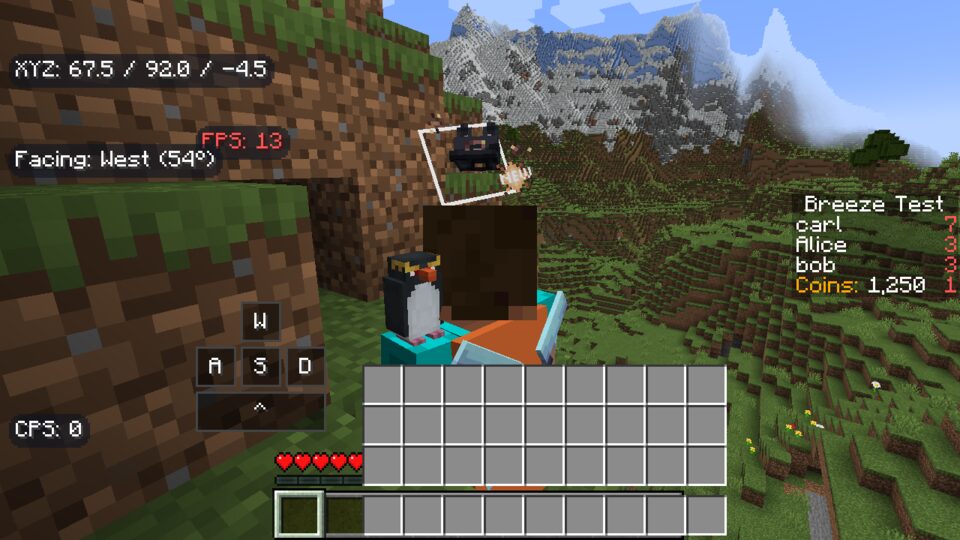 XYZ: 67.5 / 92.0 / -4.5
FPS: 13
Facing: West (54°)
Breeze Test
carl 7
Alice 3
bob 3
Coins: 1,250 1
W
A S D
^
CPS: 0